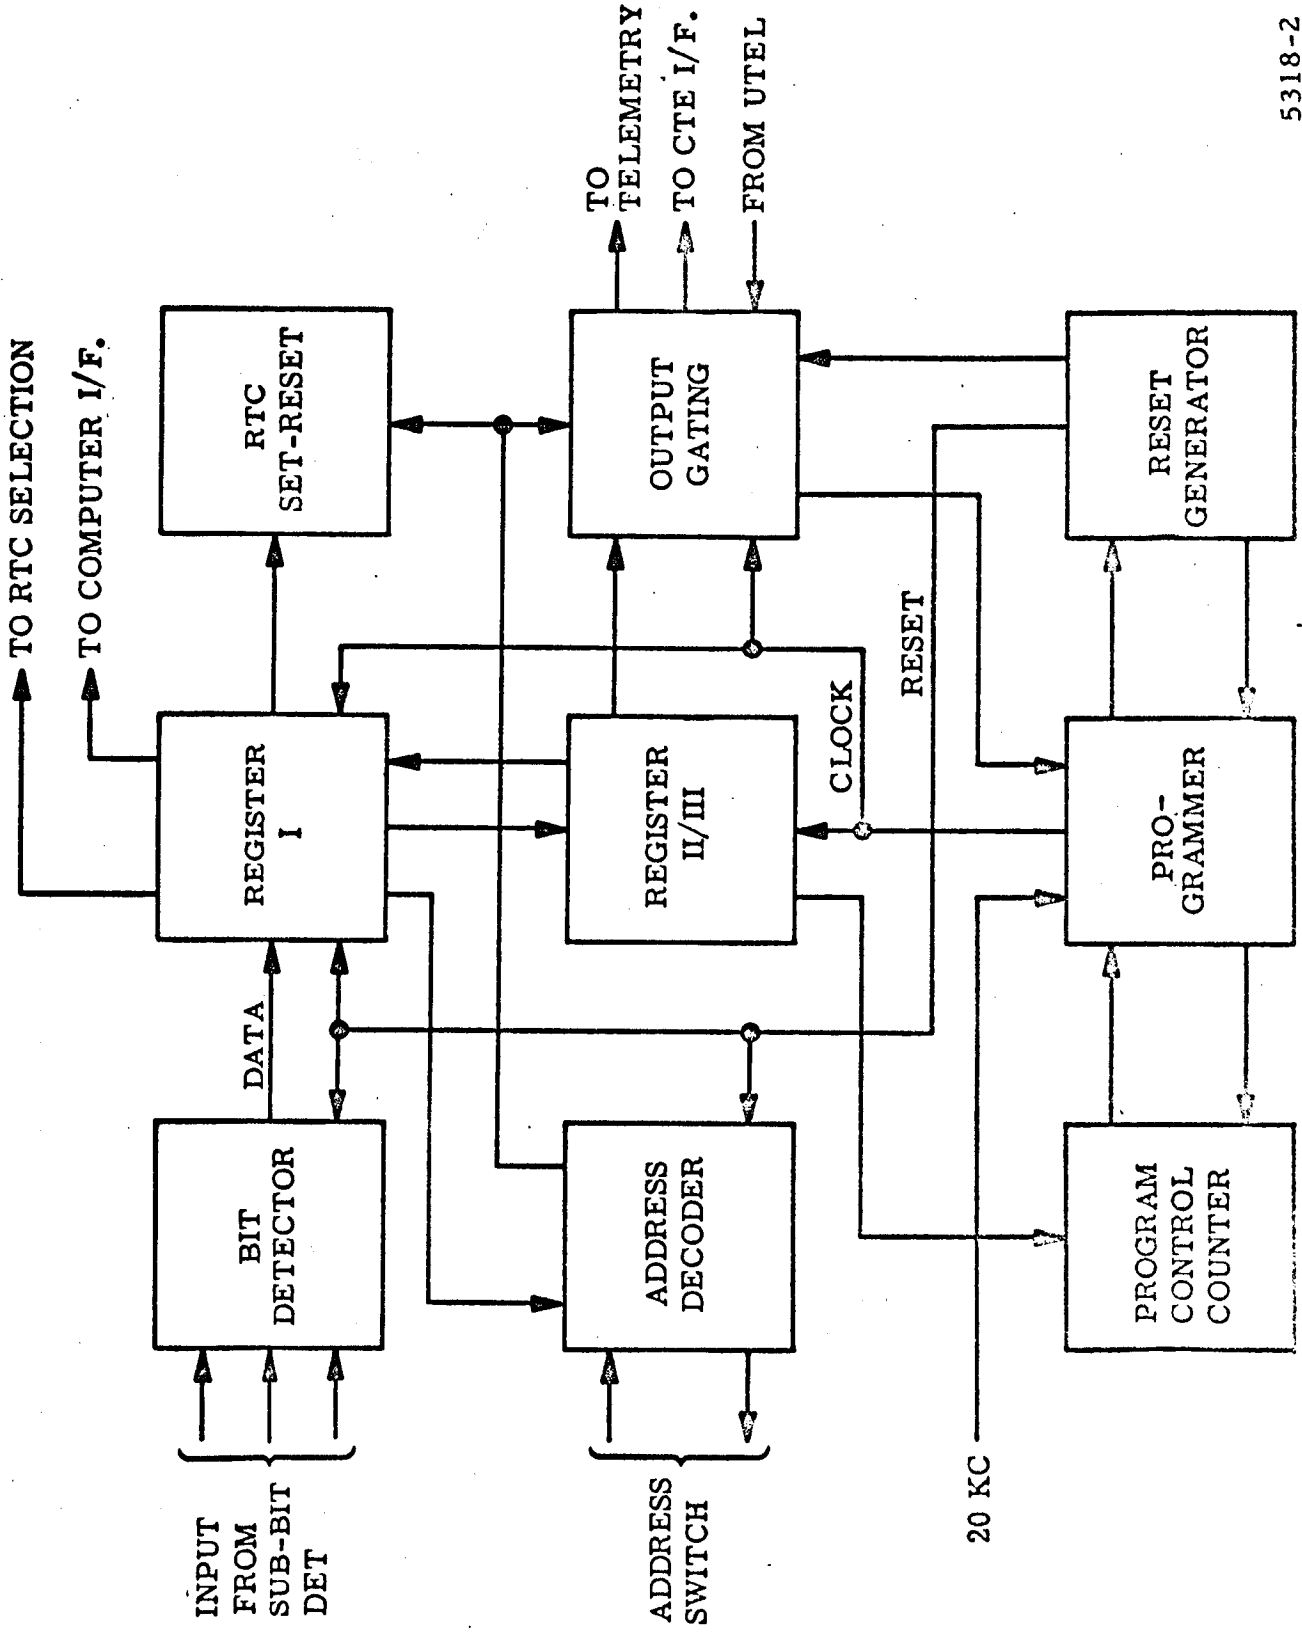 TO RTC SELECTION
TO COMPUTER I/F.
INPUT
FROM
SUB-BIT
DET
BIT
DETECTOR
DATA
REGISTER
I
RTC
SET-RESET
ADDRESS
SWITCH
ADDRESS
DECODER
REGISTER
II/III
OUTPUT
GATING
TO
TELEMETRY
TO CTE I/F.
FROM UTEL
CLOCK
RESET
20 KC
PROGRAM
CONTROL
COUNTER
PRO-
GRAMMER
RESET
GENERATOR
5318-2